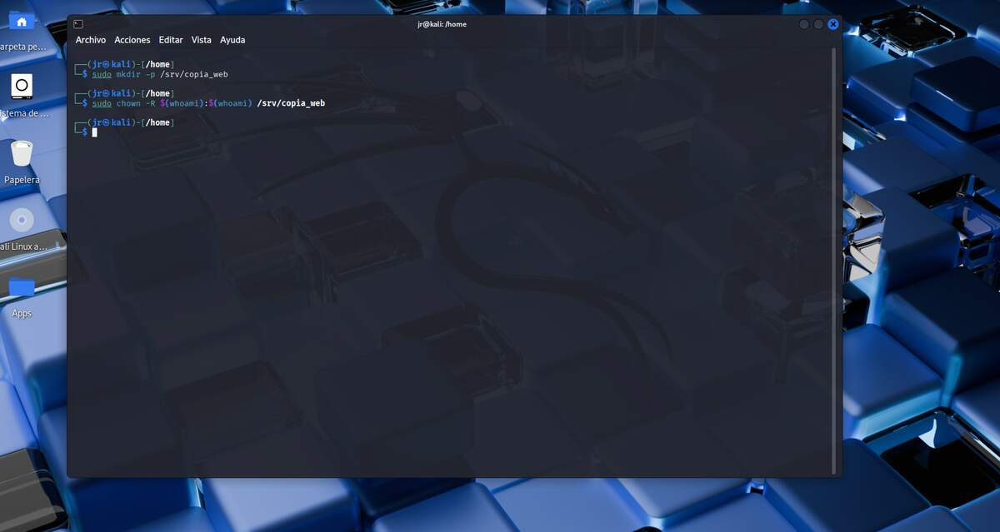 jr@kali: /home
Archivo Acciones Editar Vista Ayuda
┌──(jr㉿kali)-[/home]
└─$ sudo mkdir -p /srv/copia_web
┌──(jr㉿kali)-[/home]
└─$ sudo chown -R $(whoami):$(whoami) /srv/copia_web
┌──(jr㉿kali)-[/home]
└─$
arpeta pe...
istema de ...
Papelera
ali Linux a...
Apps